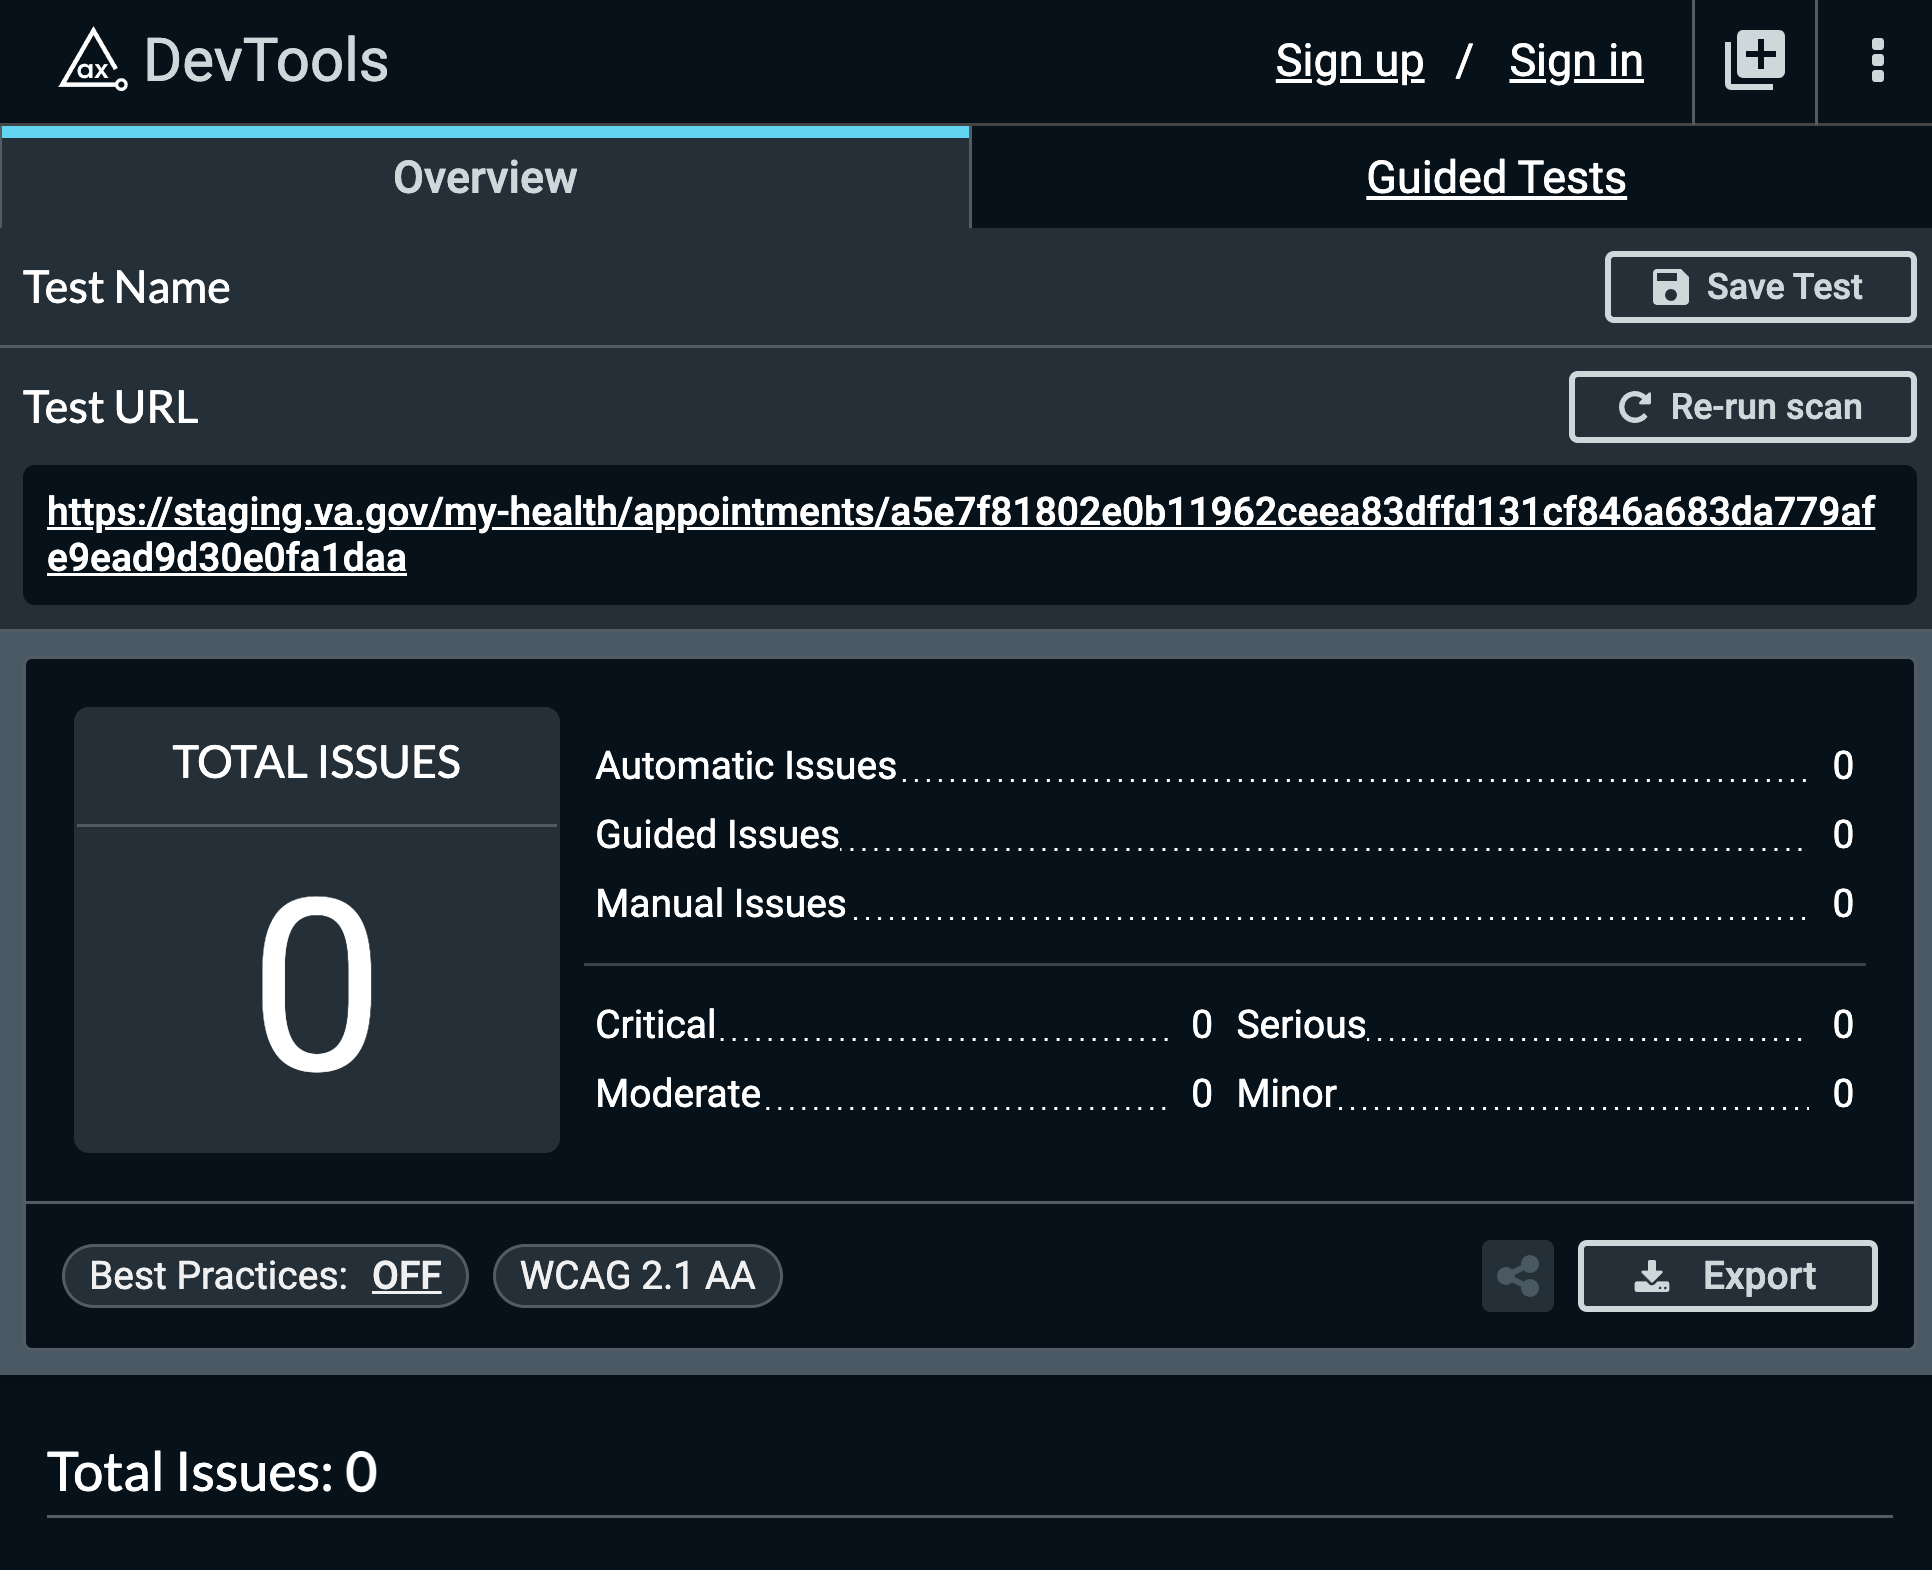 ax DevTools
Sign up / Sign in
Overview
Guided Tests
Test Name
Save Test
Test URL
Re-run scan
https://staging.va.gov/my-health/appointments/a5e7f81802e0b11962ceea83dffd131cf846a683da779af
e9ead9d30e0fa1daa
TOTAL ISSUES
0
Automatic Issues 0
Guided Issues 0
Manual Issues 0
Critical 0 Serious 0
Moderate 0 Minor 0
Best Practices: OFF
WCAG 2.1 AA
Export
Total Issues: 0